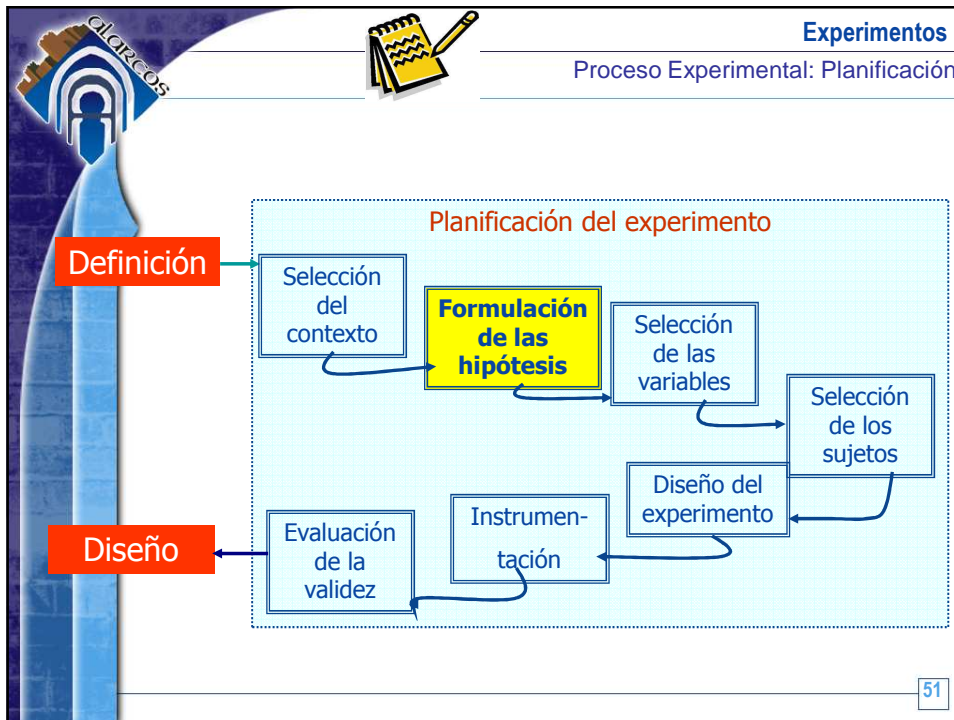 alarcos
Experimentos
Proceso Experimental: Planificación
Planificación del experimento
Definición
Selección
del
contexto
Formulación
de las
hipótesis
Selección
de las
variables
Selección
de los
sujetos
Diseño del
experimento
Instrumen-
tación
Evaluación
de la
validez
Diseño
51